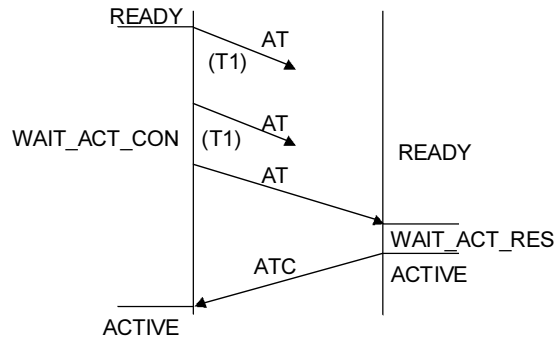 READY
AT
(T1)
AT
WAIT_ACT_CON
(T1)
READY
AT
WAIT_ACT_RES
ATC
ACTIVE
ACTIVE